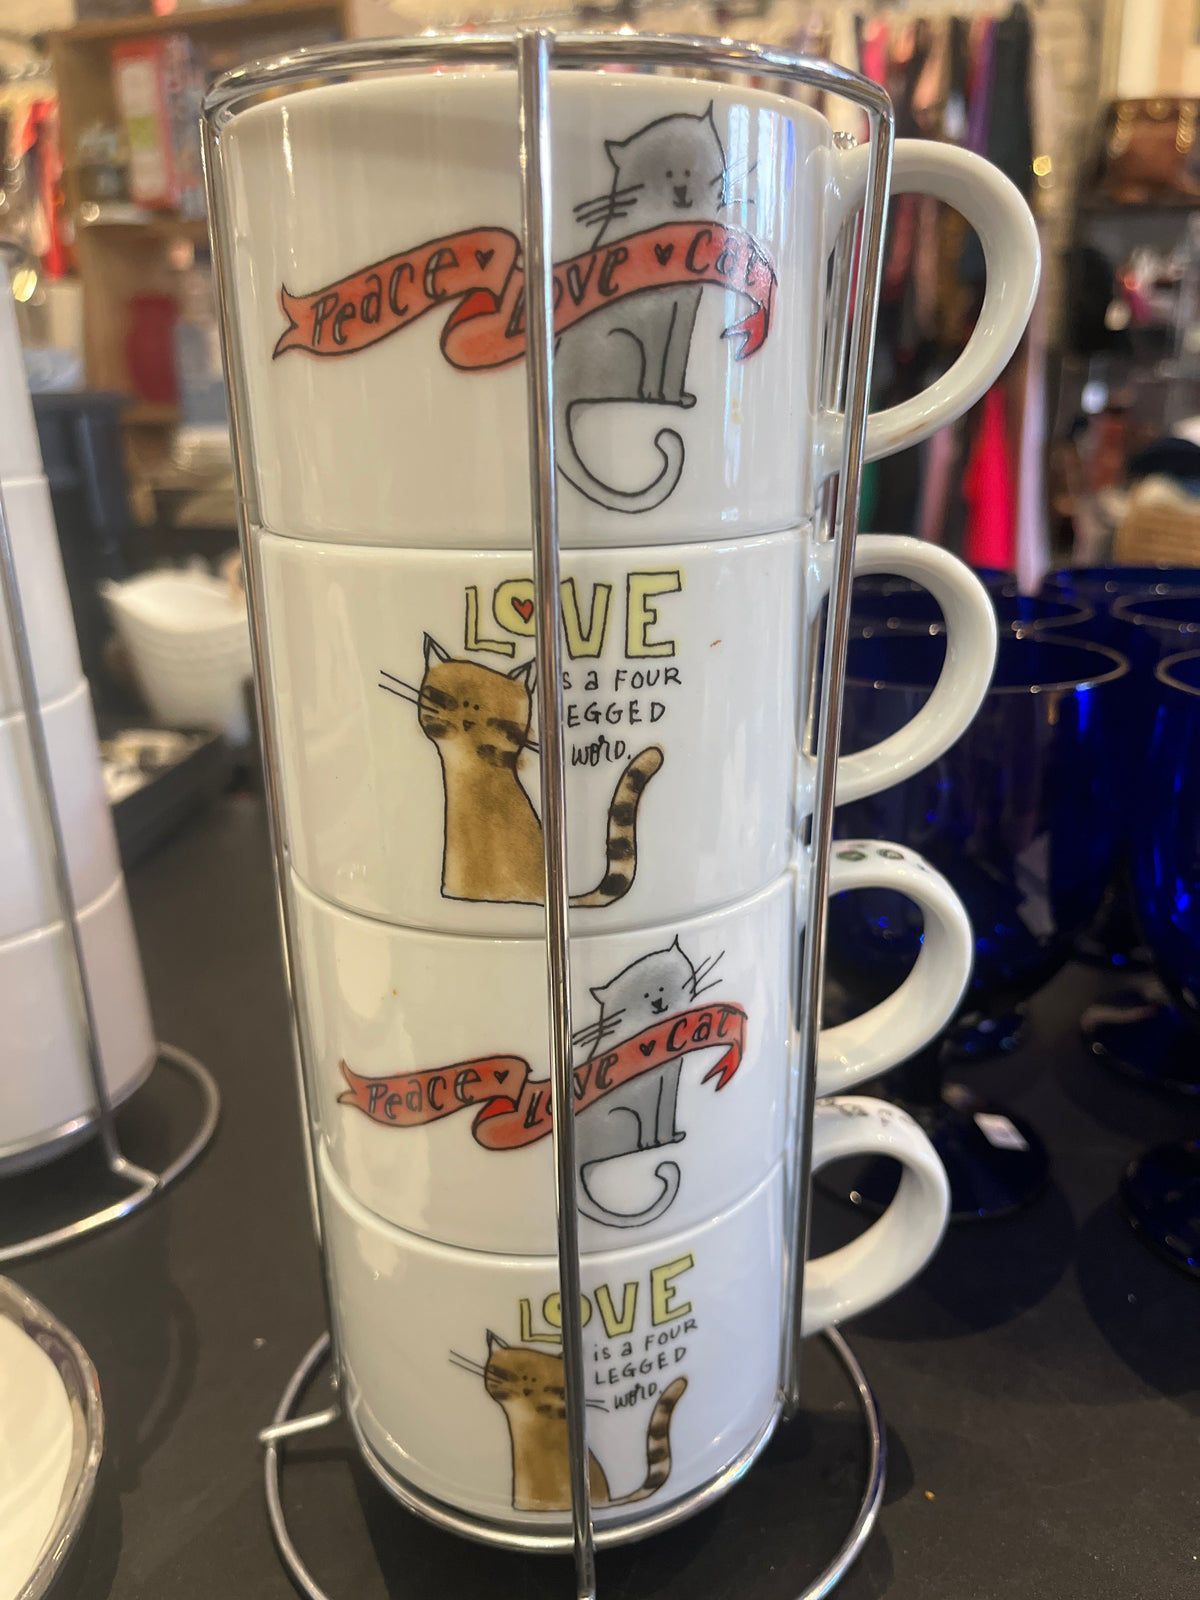 Peace ♥ Love ♥ Cat
LOVE
is a FOUR
LEGGED
WORD.
Peace ♥ Love ♥ Cat
LOVE
is a FOUR
LEGGED
WORD.